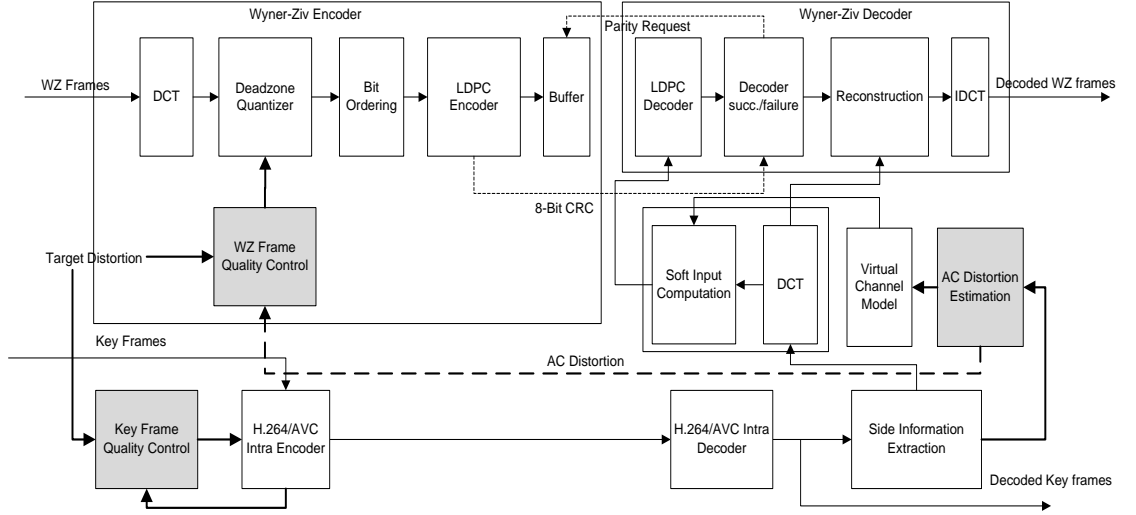 Wyner-Ziv Encoder
Wyner-Ziv Decoder
Parity Request
WZ Frames
DCT
Deadzone
Quantizer
Bit
Ordering
LDPC
Encoder
Buffer
LDPC
Decoder
Decoder
succ./failure
Reconstruction
IDCT
Decoded WZ frames
8-Bit CRC
WZ Frame
Quality Control
Target Distortion
Soft Input
Computation
DCT
Virtual
Channel
Model
AC Distortion
Estimation
Key Frames
AC Distortion
Key Frame
Quality Control
H.264/AVC
Intra Encoder
H.264/AVC Intra
Decoder
Side Information
Extraction
Decoded Key frames